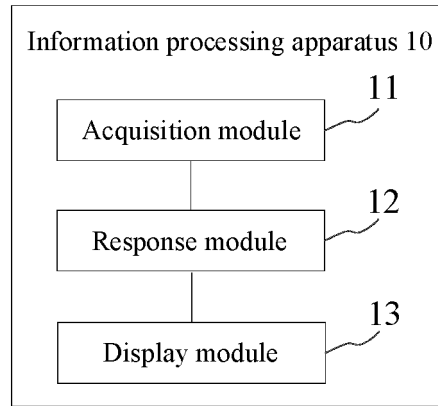 Information processing apparatus 10
11
Acquisition module
12
Response module
13
Display module